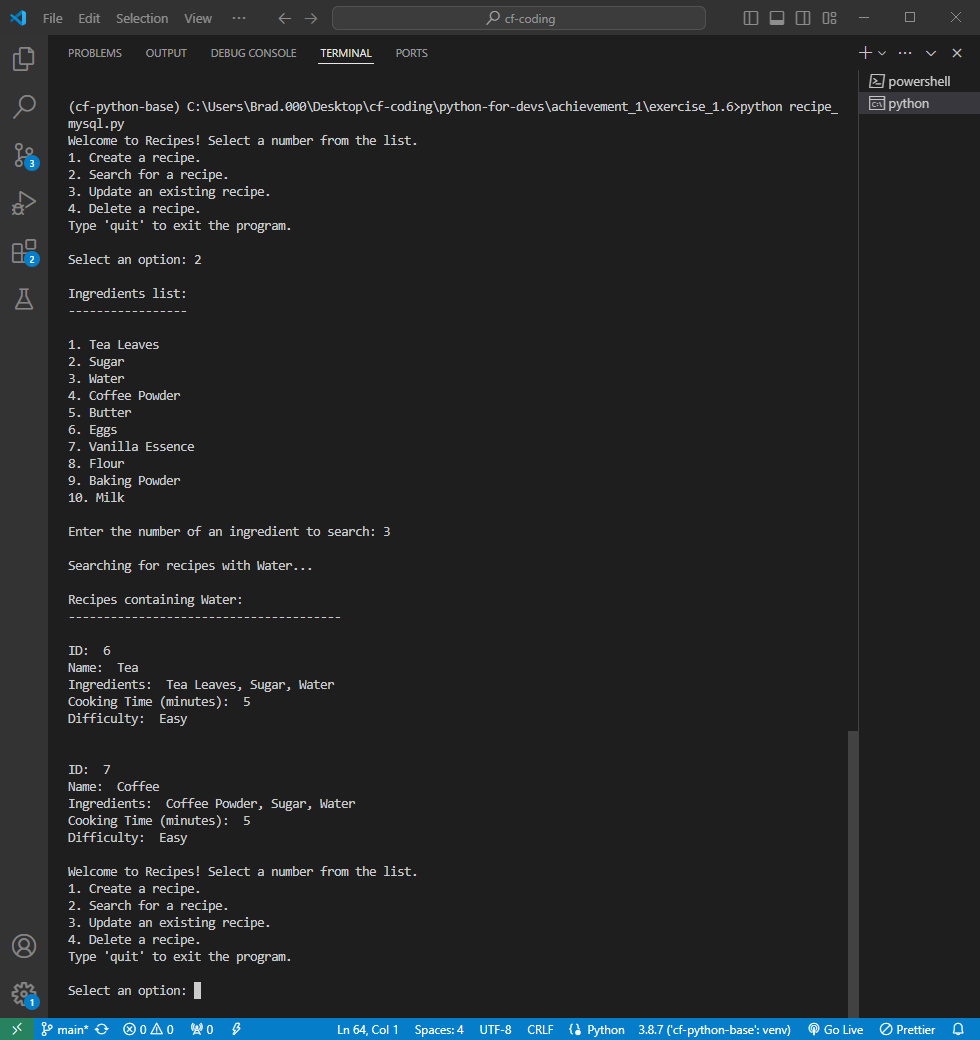 File Edit Selection View ··· cf-coding
PROBLEMS OUTPUT DEBUG CONSOLE TERMINAL PORTS
powershell
python
(cf-python-base) C:\Users\Brad.000\Desktop\cf-coding\python-for-devs\achievement_1\exercise_1.6>python recipe_
mysql.py
Welcome to Recipes! Select a number from the list.
1. Create a recipe.
2. Search for a recipe.
3. Update an existing recipe.
4. Delete a recipe.
Type 'quit' to exit the program.
Select an option: 2
Ingredients list:
-----------------
1. Tea Leaves
2. Sugar
3. Water
4. Coffee Powder
5. Butter
6. Eggs
7. Vanilla Essence
8. Flour
9. Baking Powder
10. Milk
Enter the number of an ingredient to search: 3
Searching for recipes with Water...
Recipes containing Water:
---------------------------------------
ID:  6
Name:  Tea
Ingredients:  Tea Leaves, Sugar, Water
Cooking Time (minutes):  5
Difficulty:  Easy
ID:  7
Name:  Coffee
Ingredients:  Coffee Powder, Sugar, Water
Cooking Time (minutes):  5
Difficulty:  Easy
Welcome to Recipes! Select a number from the list.
1. Create a recipe.
2. Search for a recipe.
3. Update an existing recipe.
4. Delete a recipe.
Type 'quit' to exit the program.
Select an option:
3
2
1
main* 0 0 0 Ln 64, Col 1 Spaces: 4 UTF-8 CRLF Python 3.8.7 ('cf-python-base': venv) Go Live Prettier